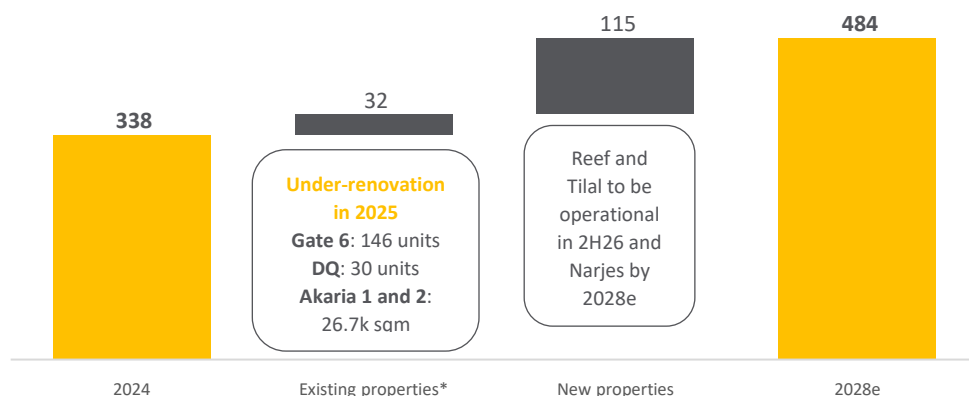 338
32
115
484
Under-renovation
in 2025
Gate 6: 146 units
DQ: 30 units
Akaria 1 and 2:
26.7k sqm
Reef and
Tilal to be
operational
in 2H26 and
Narjes by
2028e
2024
Existing properties*
New properties
2028e